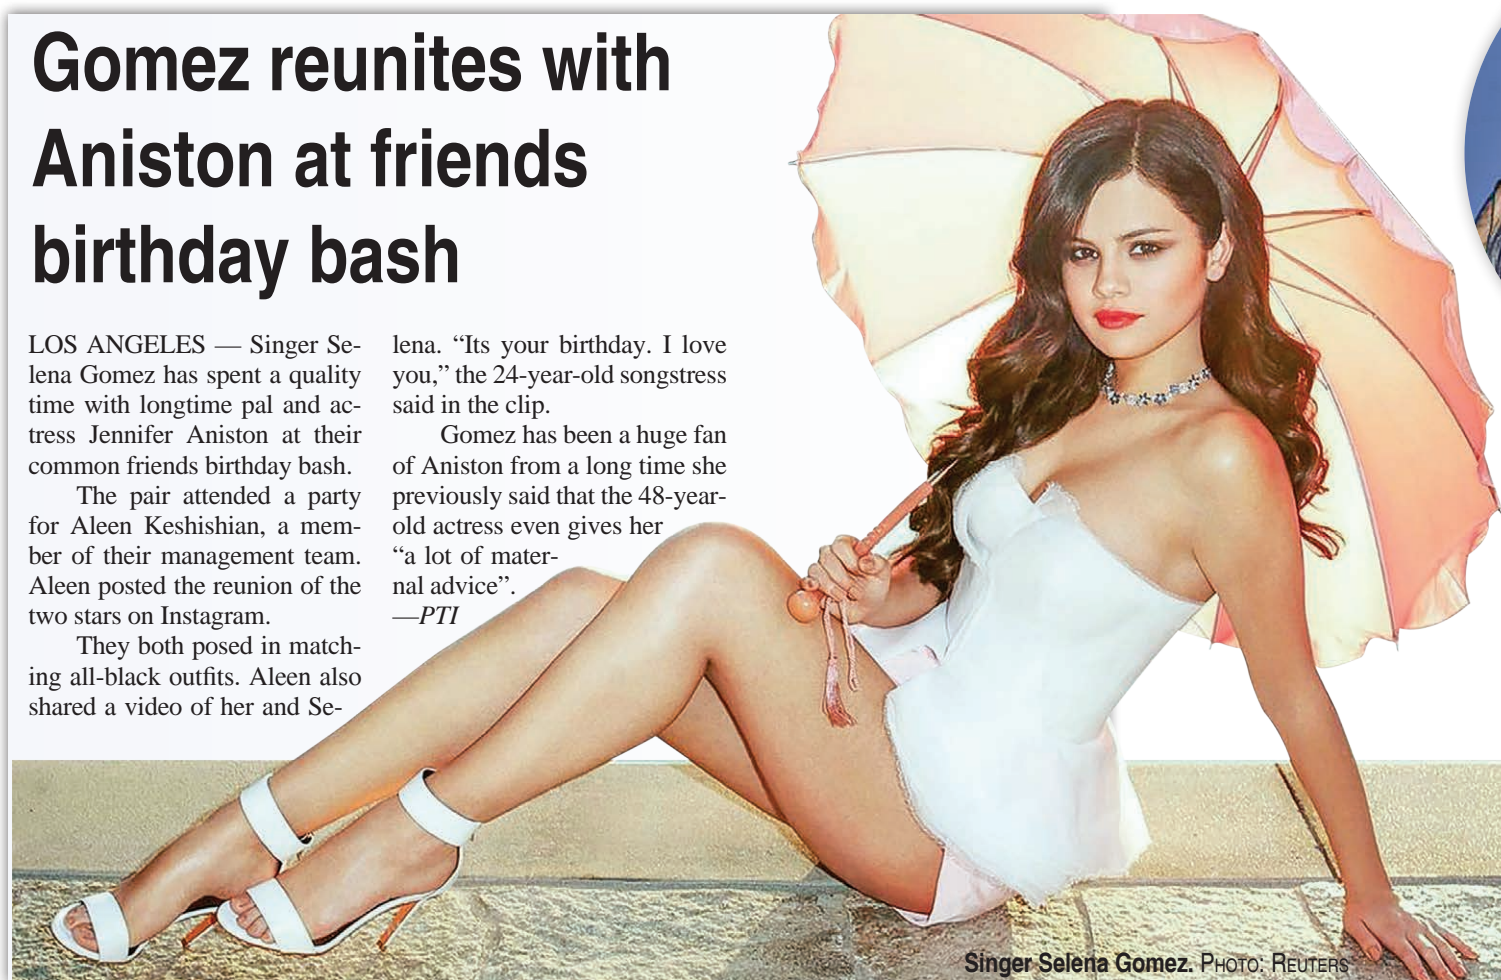 Gomez reunites with
Aniston at friends
birthday bash
LOS ANGELES — Singer Se-
lena Gomez has spent a quality
time with longtime pal and ac-
tress Jennifer Aniston at their
common friends birthday bash.
The pair attended a party
for Aleen Keshishian, a mem-
ber of their management team.
Aleen posted the reunion of the
two stars on Instagram.
They both posed in match-
ing all-black outfits. Aleen also
shared a video of her and Se-
lena. “Its your birthday. I love
you,” the 24-year-old songstress
said in the clip.
Gomez has been a huge fan
of Aniston from a long time she
previously said that the 48-year-
old actress even gives her
“a lot of mater-
nal advice”.
—PTI
Singer Selena Gomez. PHOTO: REUTERS